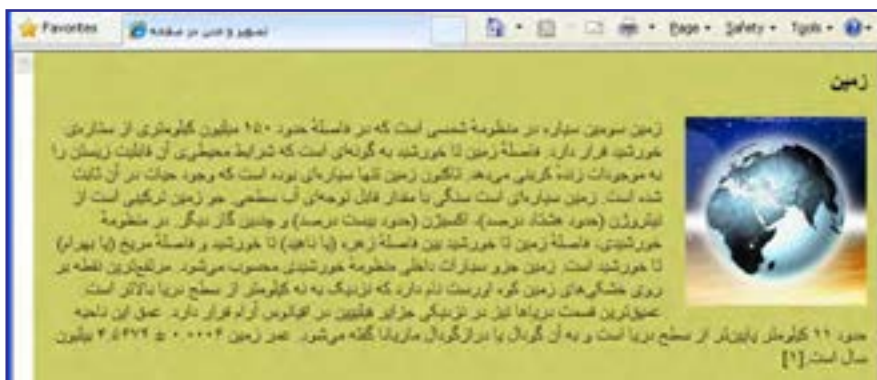 Favorites تصویر و متن در صفحه Page Safety Tools
زمین
زمین سومین سیاره در منظومهٔ شمسی است که در فاصلهٔ حدود ۱۵۰ میلیون کیلومتری از ستاره‌ی
خورشید قرار دارد. فاصلهٔ زمین تا خورشید به گونه‌ای است که شرایط محیطی‌ی آن قابلیت زیستن را
به موجودات زندهٔ کربنی می‌دهد. تاکنون زمین تنها سیاره‌ای بوده است که وجود حیات در آن ثابت
شده است. زمین سیاره‌ای است سنگی با مقدار قابل توجه‌ای آب سطحی. جو زمین ترکیبی است از
نیتروژن (حدود هشتاد درصد)، اکسیژن (حدود بیست درصد) و چندین گاز دیگر. در منظومهٔ
خورشیدی، فاصلهٔ زمین تا خورشید بین فاصلهٔ زهره (یا ناهید) تا خورشید و فاصلهٔ مریخ (یا بهرام)
تا خورشید است. زمین جزو سیارات داخلی منظومهٔ خورشیدی محسوب می‌شود. مرتفع‌ترین نقطه بر
روی خشکی‌های زمین کوه اورست نام دارد که نزدیک به نه کیلومتر از سطح دریا بالاتر است.
عمیق‌ترین قسمت دریاها نیز در نزدیکی جزایر فیلیپین در اقیانوس آرام قرار دارد. عمق این ناحیه
حدود ۱۱ کیلومتر پایین‌تر از سطح دریا است و به آن گودال یا درازگودال ماریانا گفته می‌شود. عمر زمین ۰.۰۰۰۴ ± ۴.۵۶۷۲ بیلیون
سال است.[۱]